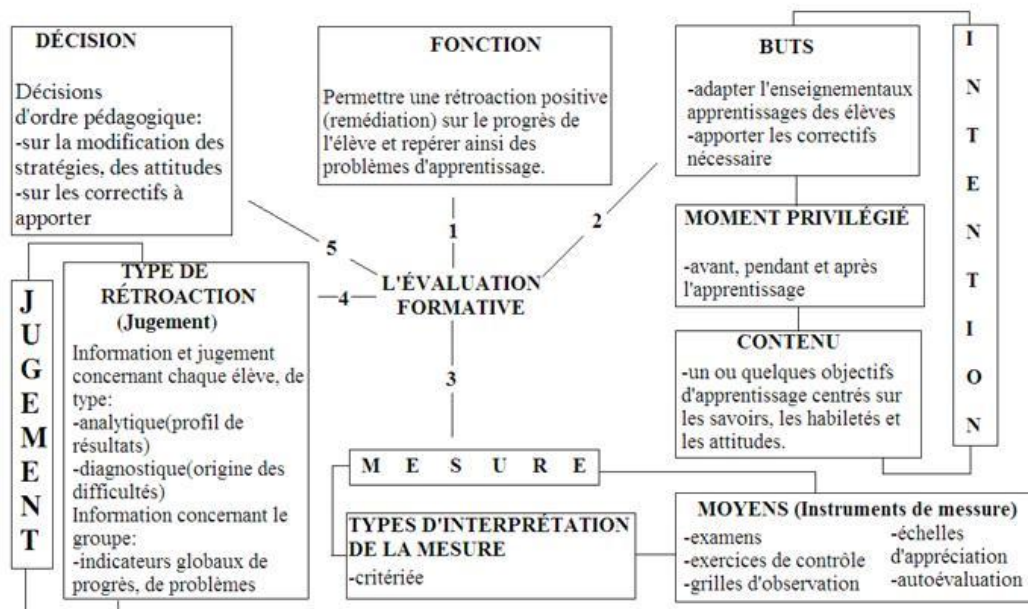 DÉCISION
Décisions
d'ordre pédagogique:
-sur la modification des
stratégies, des attitudes
-sur les correctifs à
apporter
FONCTION
Permettre une rétroaction positive
(remédiation) sur le progrès de
l'élève et repérer ainsi des
problèmes d'apprentissage.
BUTS
-adapter l'enseignementaux
apprentissages des élèves
-apporter les correctifs
nécessaire
INTENTION
MOMENT PRIVILÉGIÉ
-avant, pendant et après
l'apprentissage
CONTENU
-un ou quelques objectifs
d'apprentissage centrés sur
les savoirs, les habiletés et
les attitudes.
5
1
2
4
3
L'ÉVALUATION
FORMATIVE
JUGEMENT
TYPE DE
RÉTROACTION
(Jugement)
Information et jugement
concernant chaque élève, de
type:
-analytique(profil de
résultats)
-diagnostique(origine des
difficultés)
Information concernant le
groupe:
-indicateurs globaux de
progrès, de problèmes
M E S U R E
TYPES D'INTERPRÉTATION
DE LA MESURE
-critériée
MOYENS (Instruments de messure)
-examens
-exercices de contrôle
-grilles d'observation
-échelles
d'appréciation
-autoévaluation